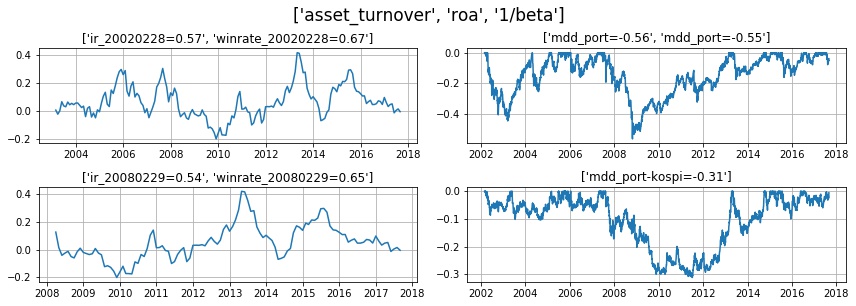 ['asset_turnover', 'roa', '1/beta']
['ir_20020228=0.57', 'winrate_20020228=0.67']
0.4
0.2
0.0
−0.2
2004 2006 2008 2010 2012 2014 2016 2018
['mdd_port=-0.56', 'mdd_port=-0.55']
0.0
−0.2
−0.4
2002 2004 2006 2008 2010 2012 2014 2016 2018
['ir_20080229=0.54', 'winrate_20080229=0.65']
0.4
0.2
0.0
−0.2
2008 2009 2010 2011 2012 2013 2014 2015 2016 2017 2018
['mdd_port-kospi=-0.31']
0.0
−0.1
−0.2
−0.3
2002 2004 2006 2008 2010 2012 2014 2016 2018